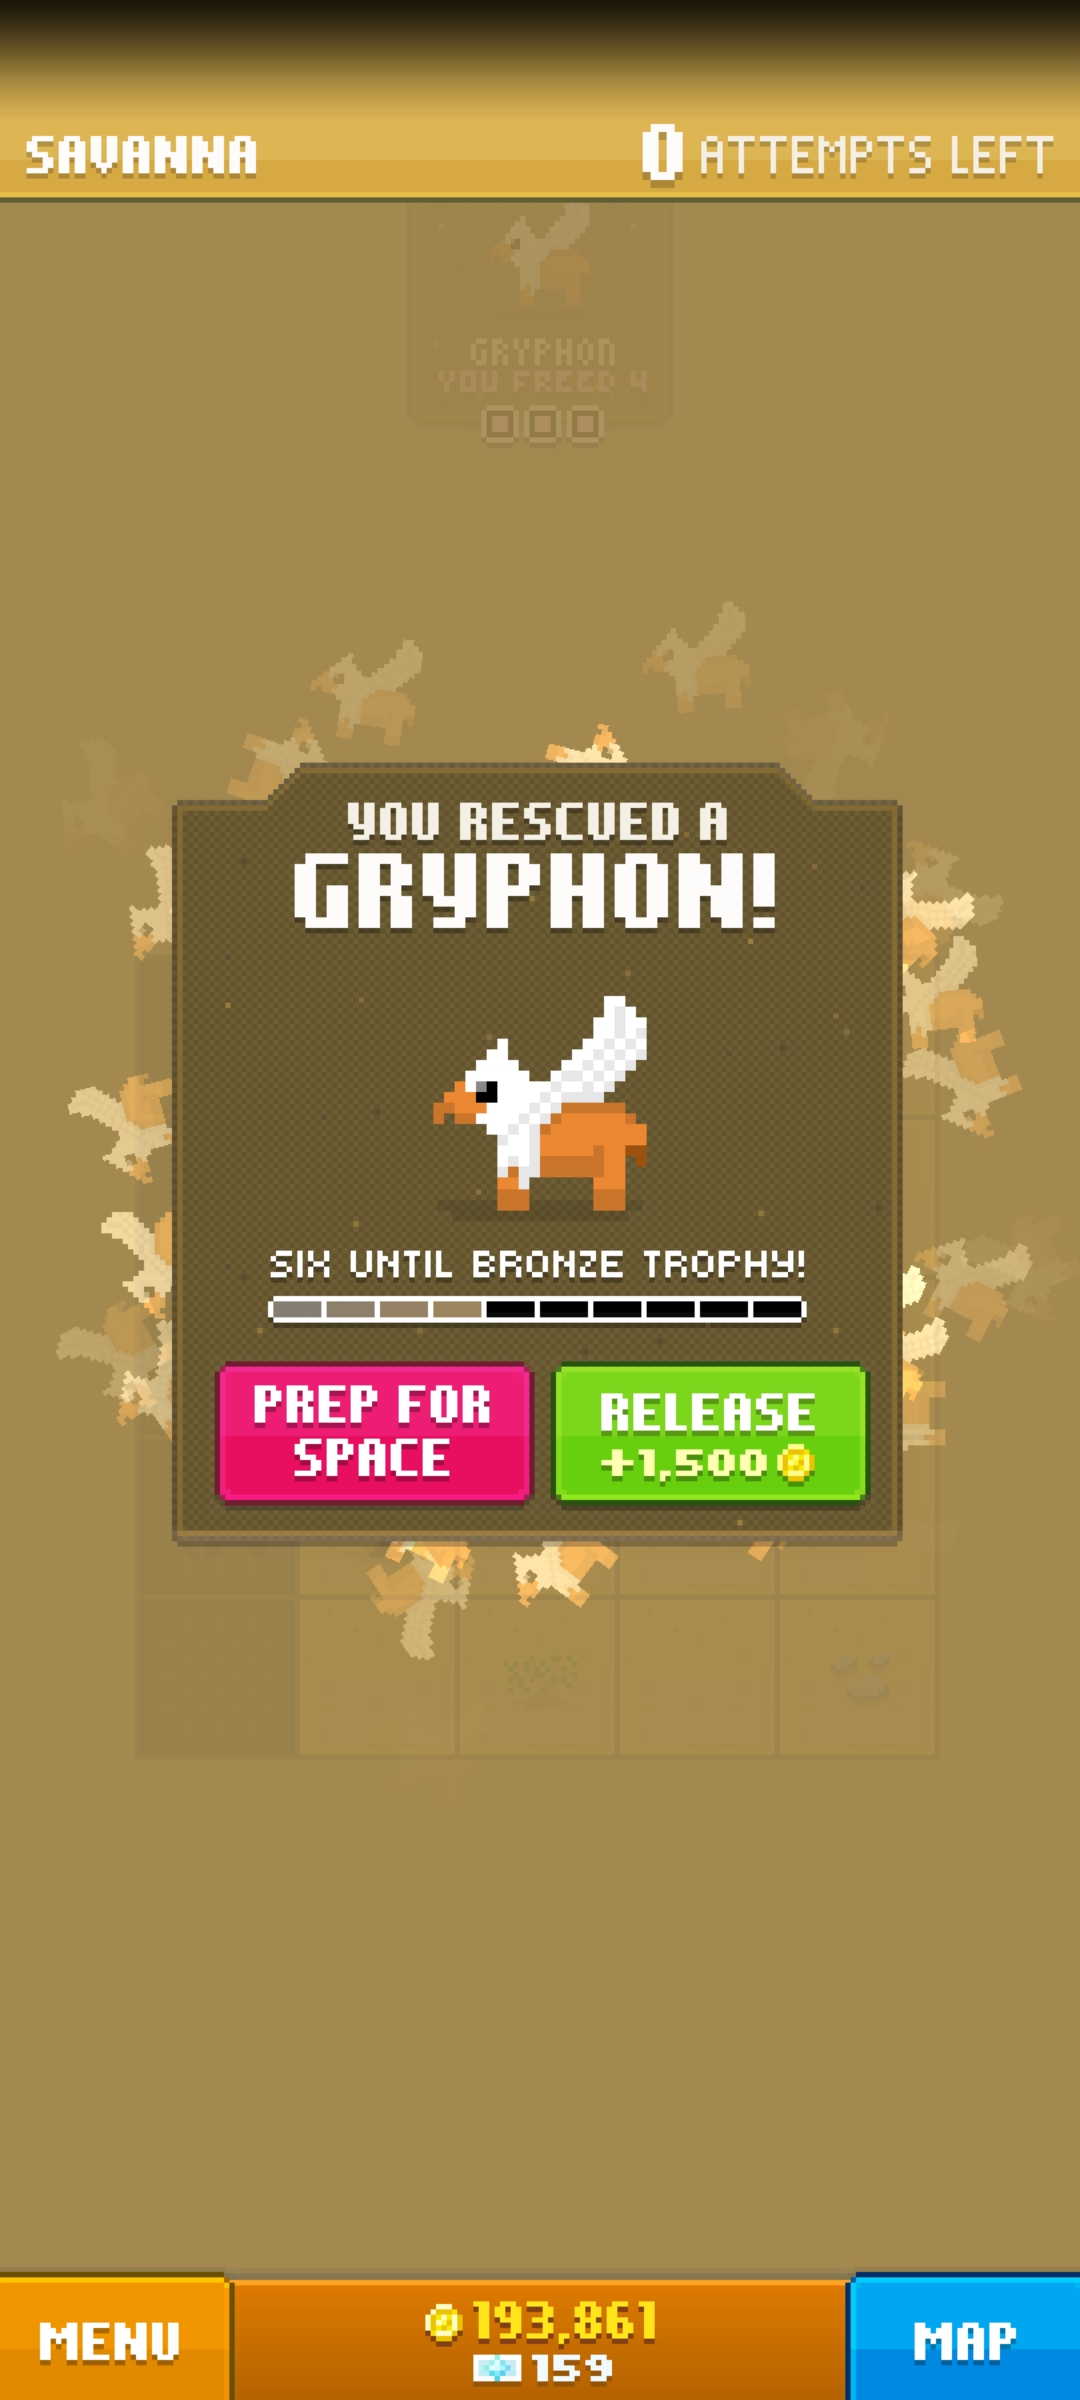 SAVANNA
0 ATTEMPTS LEFT
GRYPHON
YOU FREED 4
YOU RESCUED A
GRYPHON!
SIX UNTIL BRONZE TROPHY!
PREP FOR
SPACE
RELEASE
+1,500
MENU
193,861
159
MAP